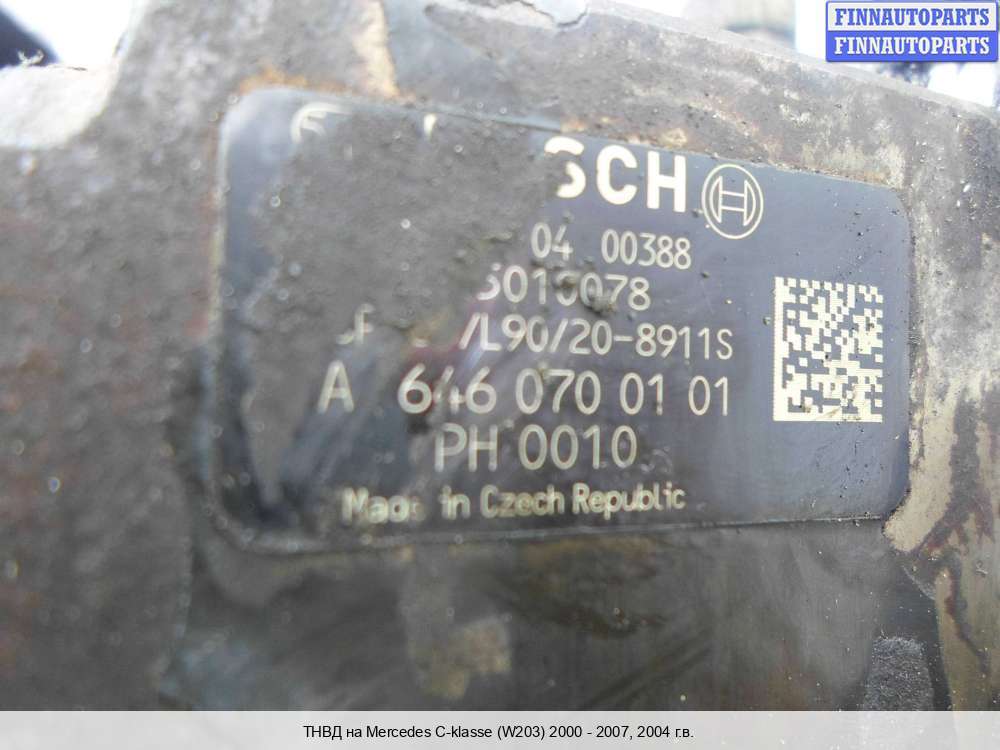 FINNAUTOPARTS
FINNAUTOPARTS
SCH
04 00388
/L90/20-8911S
A 646 070 01 01
PH 0010
Made in Czech Republic
ТНВД на Mercedes C-klasse (W203) 2000 - 2007, 2004 г.в.